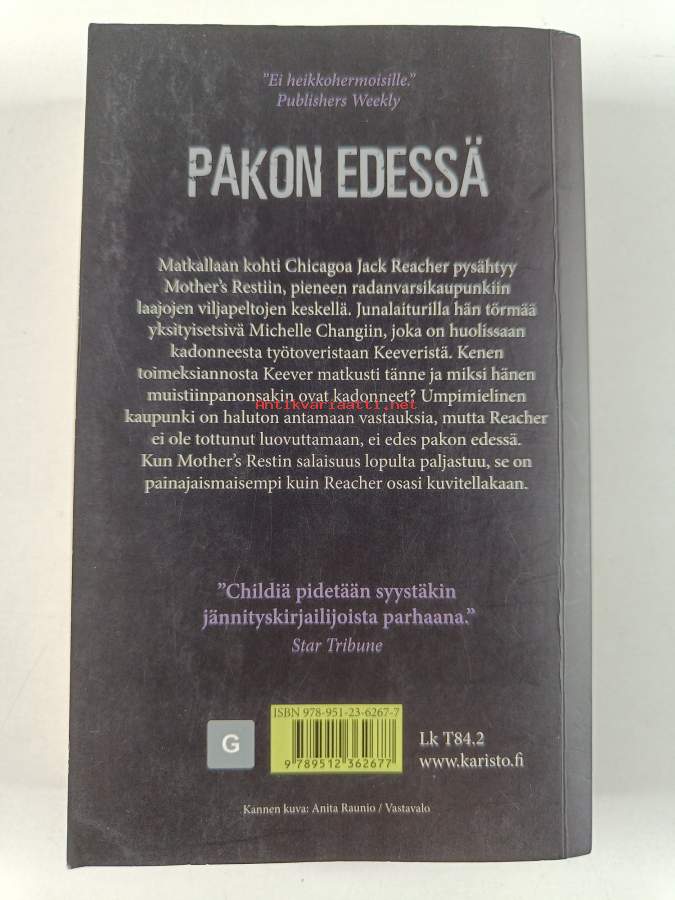 ”Ei heikkohermoisille.”
Publishers Weekly
PAKON EDESSÄ
Matkallaan kohti Chicagoa Jack Reacher pysähtyy
Mother’s Restiin, pieneen radanvarsikaupunkiin
laajojen viljapeltojen keskellä. Junalaiturilla hän törmää
yksityisetsivä Michelle Changiin, joka on huolissaan
kadonneesta työtoveristaan Keeveristä. Kenen
toimeksiannosta Keever matkusti tänne ja miksi hänen
muistiinpanonsakin ovat kadonneet? Umpimielinen
Antikvariaatti.net
kaupunki on haluton antamaan vastauksia, mutta Reacher
ei ole tottunut luovuttamaan, ei edes pakon edessä.
Kun Mother’s Restin salaisuus lopulta paljastuu, se on
painajaismaisempi kuin Reacher osasi kuvitellakaan.
”Childiä pidetään syystäkin
jännityskirjailijoista parhaana.”
Star Tribune
ISBN 978-951-23-6267-7
G
9 789512 362677
Lk T84.2
www.karisto.fi
Kannen kuva: Anita Raunio / Vastavalo